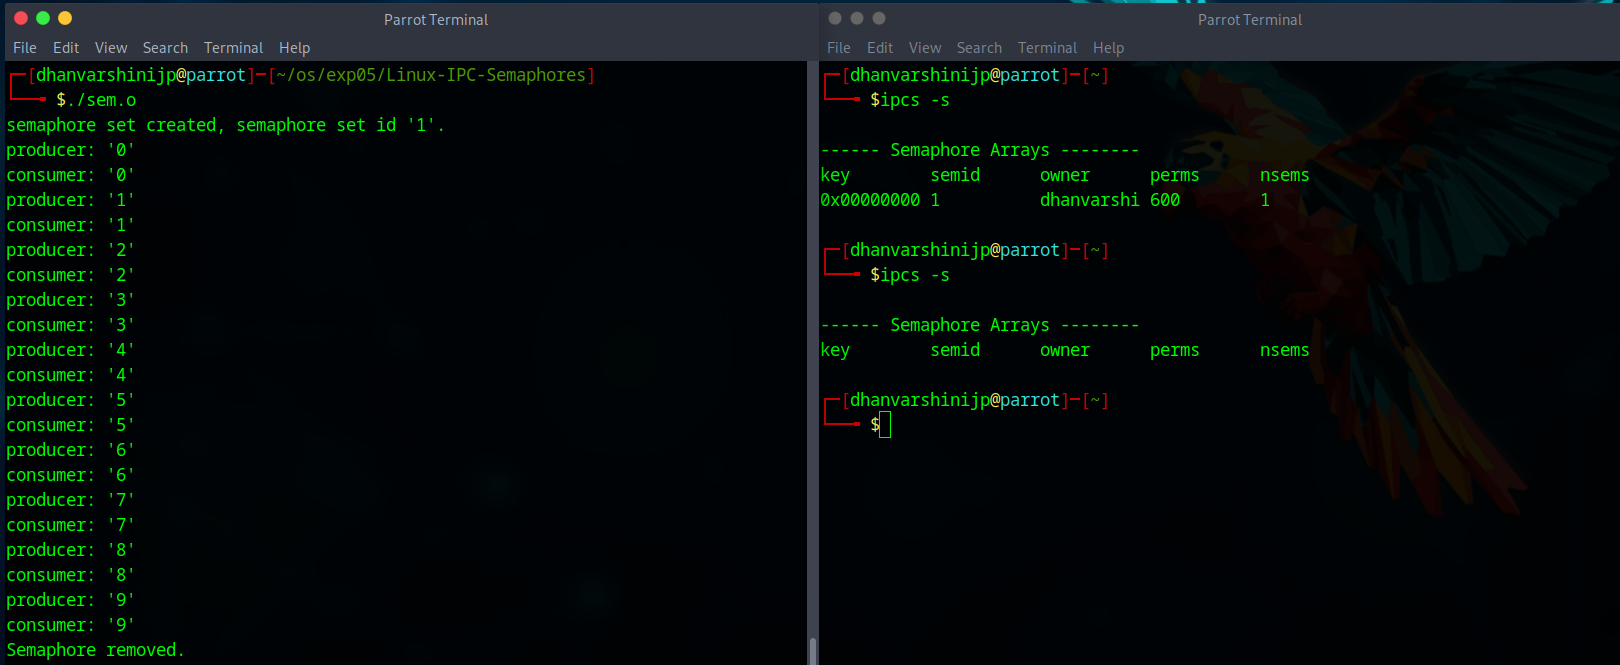 Parrot Terminal
File Edit View Search Terminal Help
┌─[dhanvarshinijp@parrot]─[~/os/exp05/Linux-IPC-Semaphores]
└──╼ $./sem.o
semaphore set created, semaphore set id '1'.
producer: '0'
consumer: '0'
producer: '1'
consumer: '1'
producer: '2'
consumer: '2'
producer: '3'
consumer: '3'
producer: '4'
consumer: '4'
producer: '5'
consumer: '5'
producer: '6'
consumer: '6'
producer: '7'
consumer: '7'
producer: '8'
consumer: '8'
producer: '9'
consumer: '9'
Semaphore removed.
Parrot Terminal
File Edit View Search Terminal Help
┌─[dhanvarshinijp@parrot]─[~]
└──╼ $ipcs -s
------ Semaphore Arrays --------
key semid owner perms nsems
0x00000000 1 dhanvarshi 600 1
┌─[dhanvarshinijp@parrot]─[~]
└──╼ $ipcs -s
------ Semaphore Arrays --------
key semid owner perms nsems
┌─[dhanvarshinijp@parrot]─[~]
└──╼ $